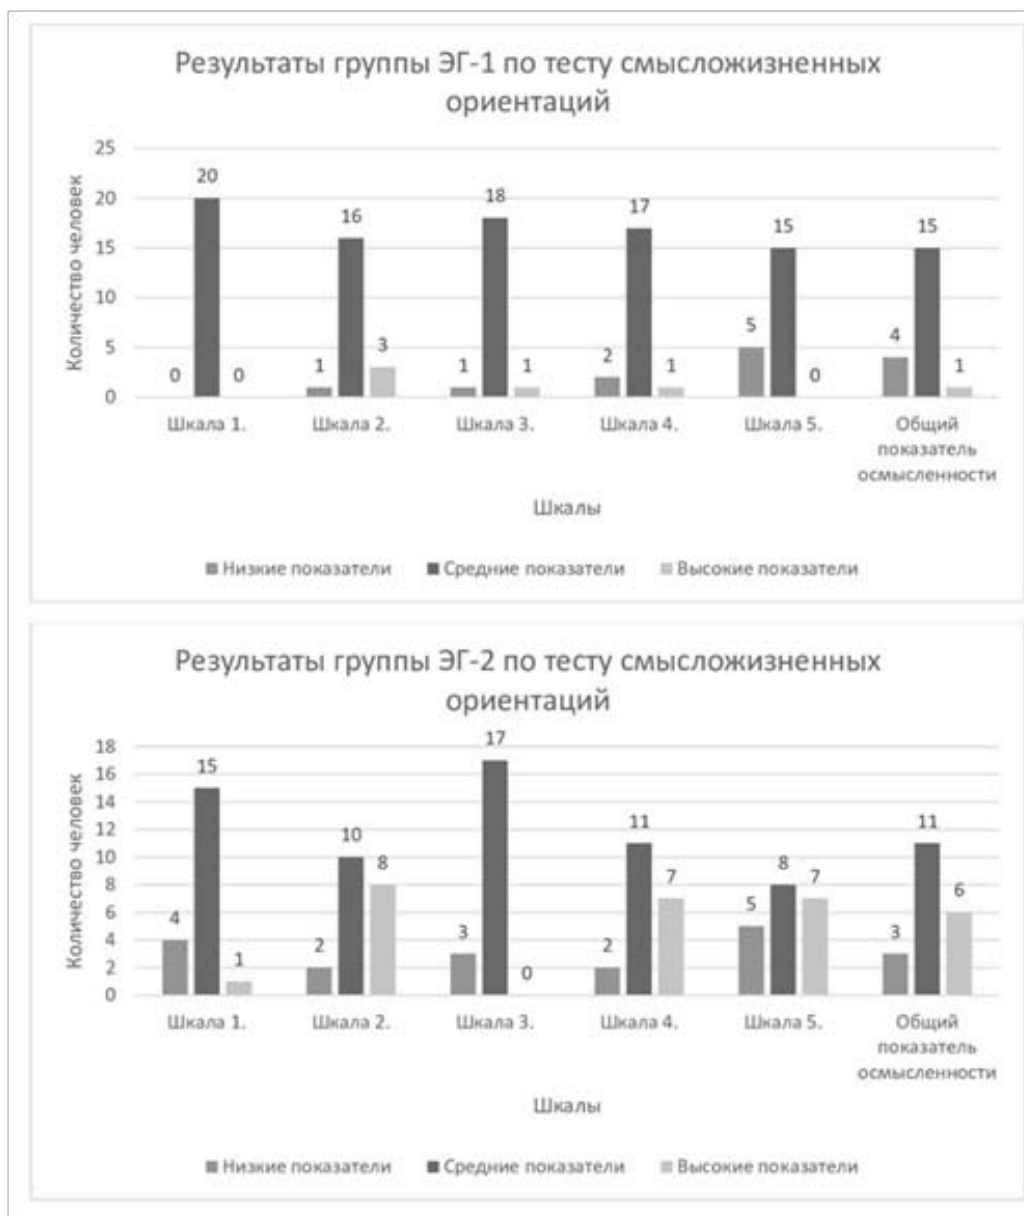 Результаты группы ЭГ-1 по тесту смысложизненных
ориентаций
Количество человек
25
20
15
10
5
0
0 20 0
1 16 3
1 18 1
2 17 1
5 15 0
4 15 1
Шкала 1. Шкала 2. Шкала 3. Шкала 4. Шкала 5. Общий
показатель
осмысленности
Шкалы
Низкие показатели Средние показатели Высокие показатели
Результаты группы ЭГ-2 по тесту смысложизненных
ориентаций
Количество человек
18
16
14
12
10
8
6
4
2
0
4 15 1
2 10 8
3 17 0
2 11 7
5 8 7
3 11 6
Шкала 1. Шкала 2. Шкала 3. Шкала 4. Шкала 5. Общий
показатель
осмысленности
Шкалы
Низкие показатели Средние показатели Высокие показатели